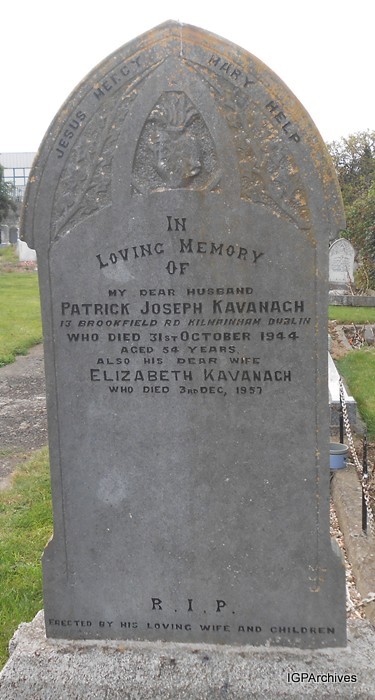 JESUS MERCY MARY HELP
IN
LOVING MEMORY
OF
MY DEAR HUSBAND
PATRICK JOSEPH KAVANAGH
13 BROOKFIELD RD KILMAINHAM DUBLIN
WHO DIED 31ST OCTOBER 1944
AGED 54 YEARS.
ALSO HIS DEAR WIFE
ELIZABETH KAVANAGH
WHO DIED 3RD DEC, 1957
R.I.P.
ERECTED BY HIS LOVING WIFE AND CHILDREN
IGPArchives